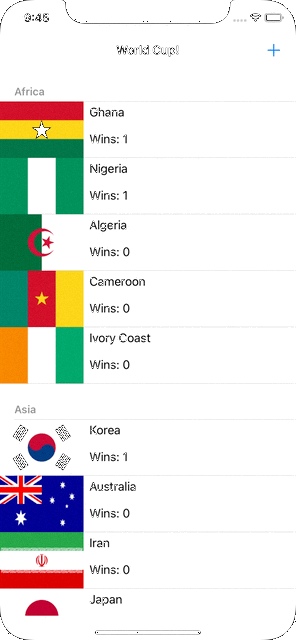 9:45
World Cup!
+
Africa
Ghana
Wins: 1
Nigeria
Wins: 1
Algeria
Wins: 0
Cameroon
Wins: 0
Ivory Coast
Wins: 0
Asia
Korea
Wins: 1
Australia
Wins: 0
Iran
Wins: 0
Japan